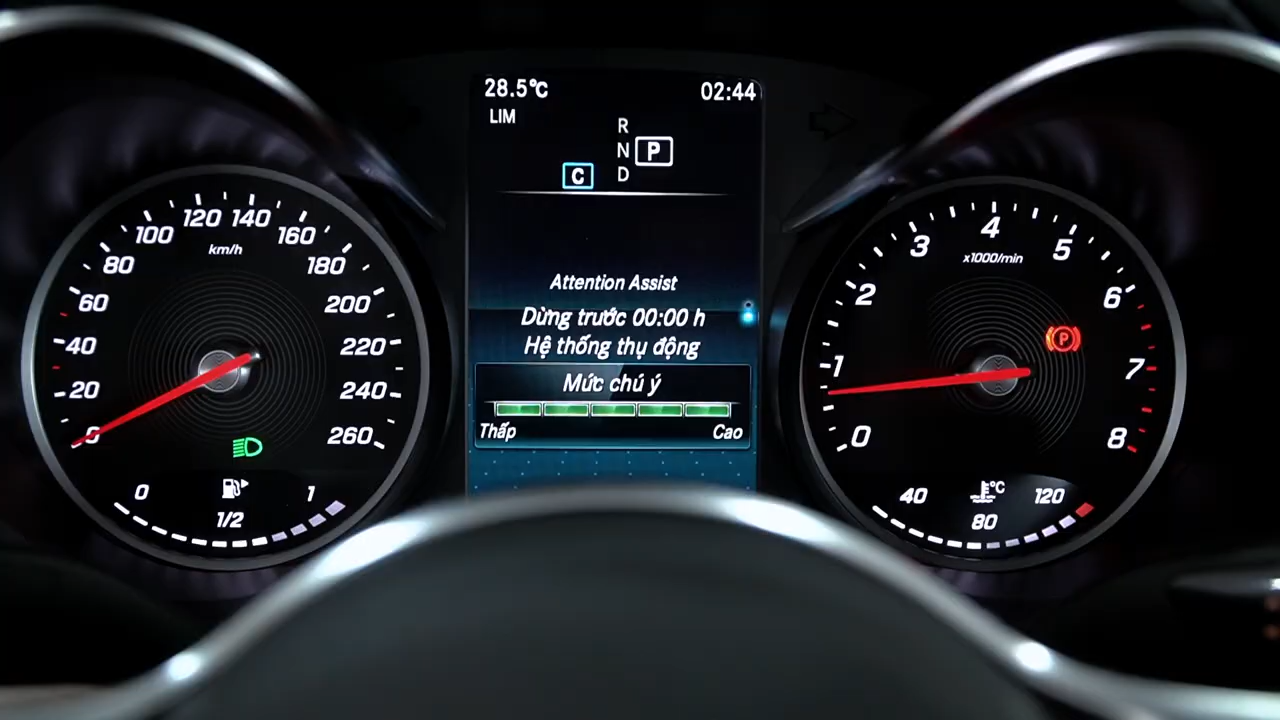 28.5°C 02:44
LIM
R
N P
C D
Attention Assist
Dừng trước 00:00 h
Hệ thống thụ động
Mức chú ý
Thấp Cao
0
20
40
60
80
100
120
140
160
180
200
220
240
260
km/h
0 1
1/2
0
1
2
3
4
5
6
7
8
x1000/min
P
40 °C 120
80